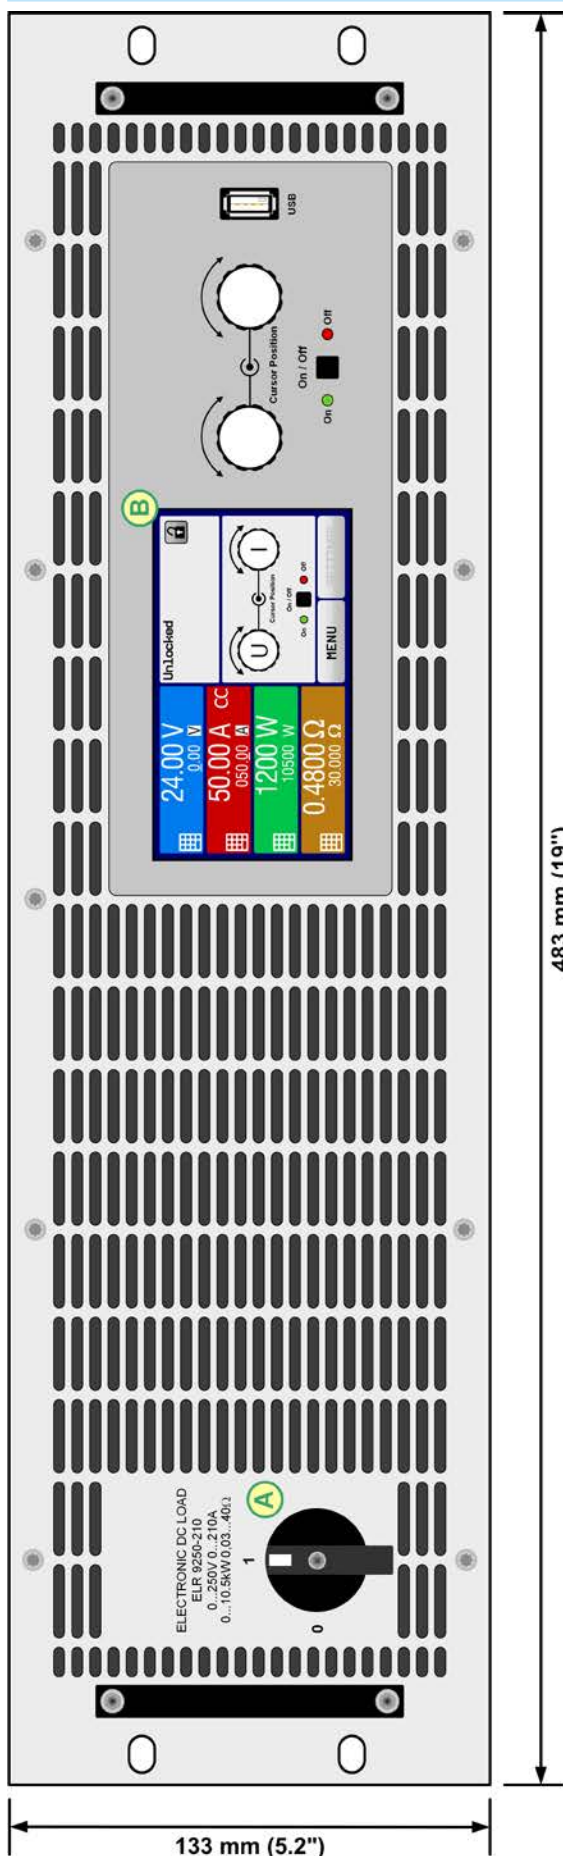 USB
Cursor Position
On / Off
On
Off
B
24.00 V
0.00 V
50.00 A CC
050.00 A
1200 W
10500 W
0.4800 Ω
30.000 Ω
Unlocked
U
I
Cursor Position
On / Off
On
Off
MENU
SETTINGS
ELECTRONIC DC LOAD
ELR 9250-210
0...250V 0...210A
0...10.5kW 0,03...40Ω
A
1
0
483 mm (19")
133 mm (5.2")